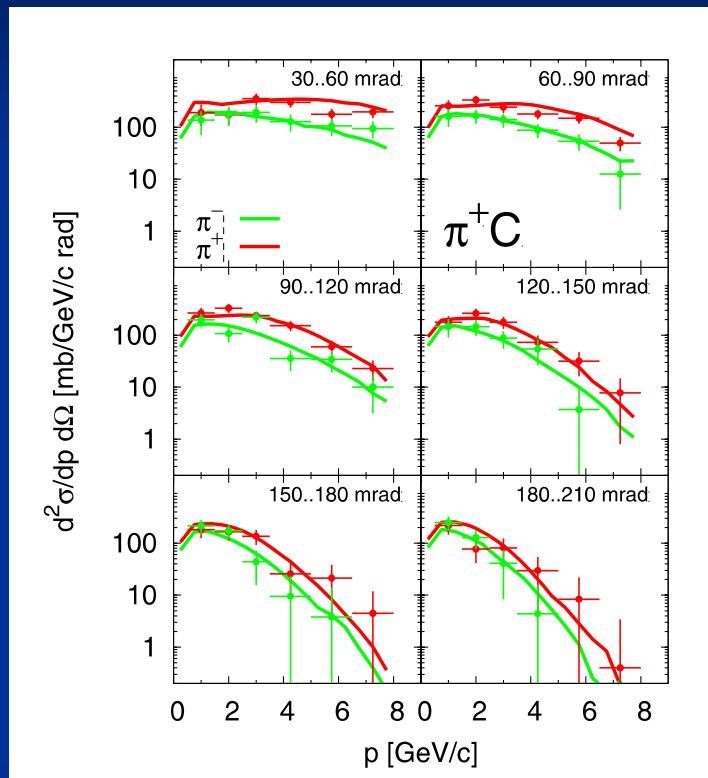 30..60 mrad
60..90 mrad
100
10
1
π⁻
π⁺
π⁺C
90..120 mrad
120..150 mrad
100
10
1
150..180 mrad
180..210 mrad
100
10
1
0 2 4 6 8 0 2 4 6 8
d²σ/dp dΩ [mb/GeV/c rad]
p [GeV/c]